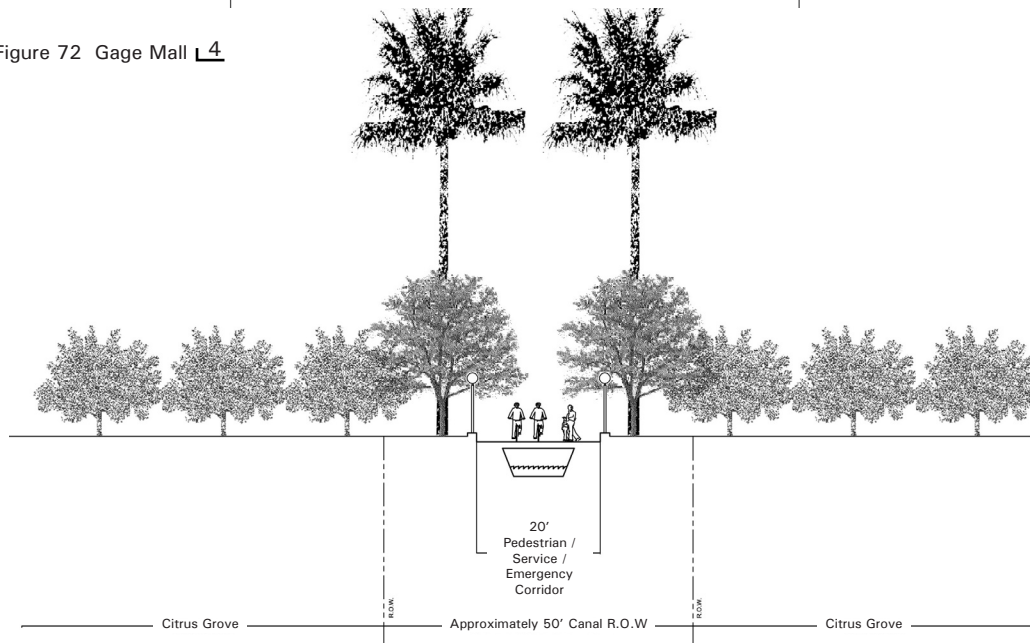 Figure 72 Gage Mall 4
20'
Pedestrian /
Service /
Emergency
Corridor
R.O.W.
R.O.W.
Citrus Grove
Approximately 50' Canal R.O.W
Citrus Grove